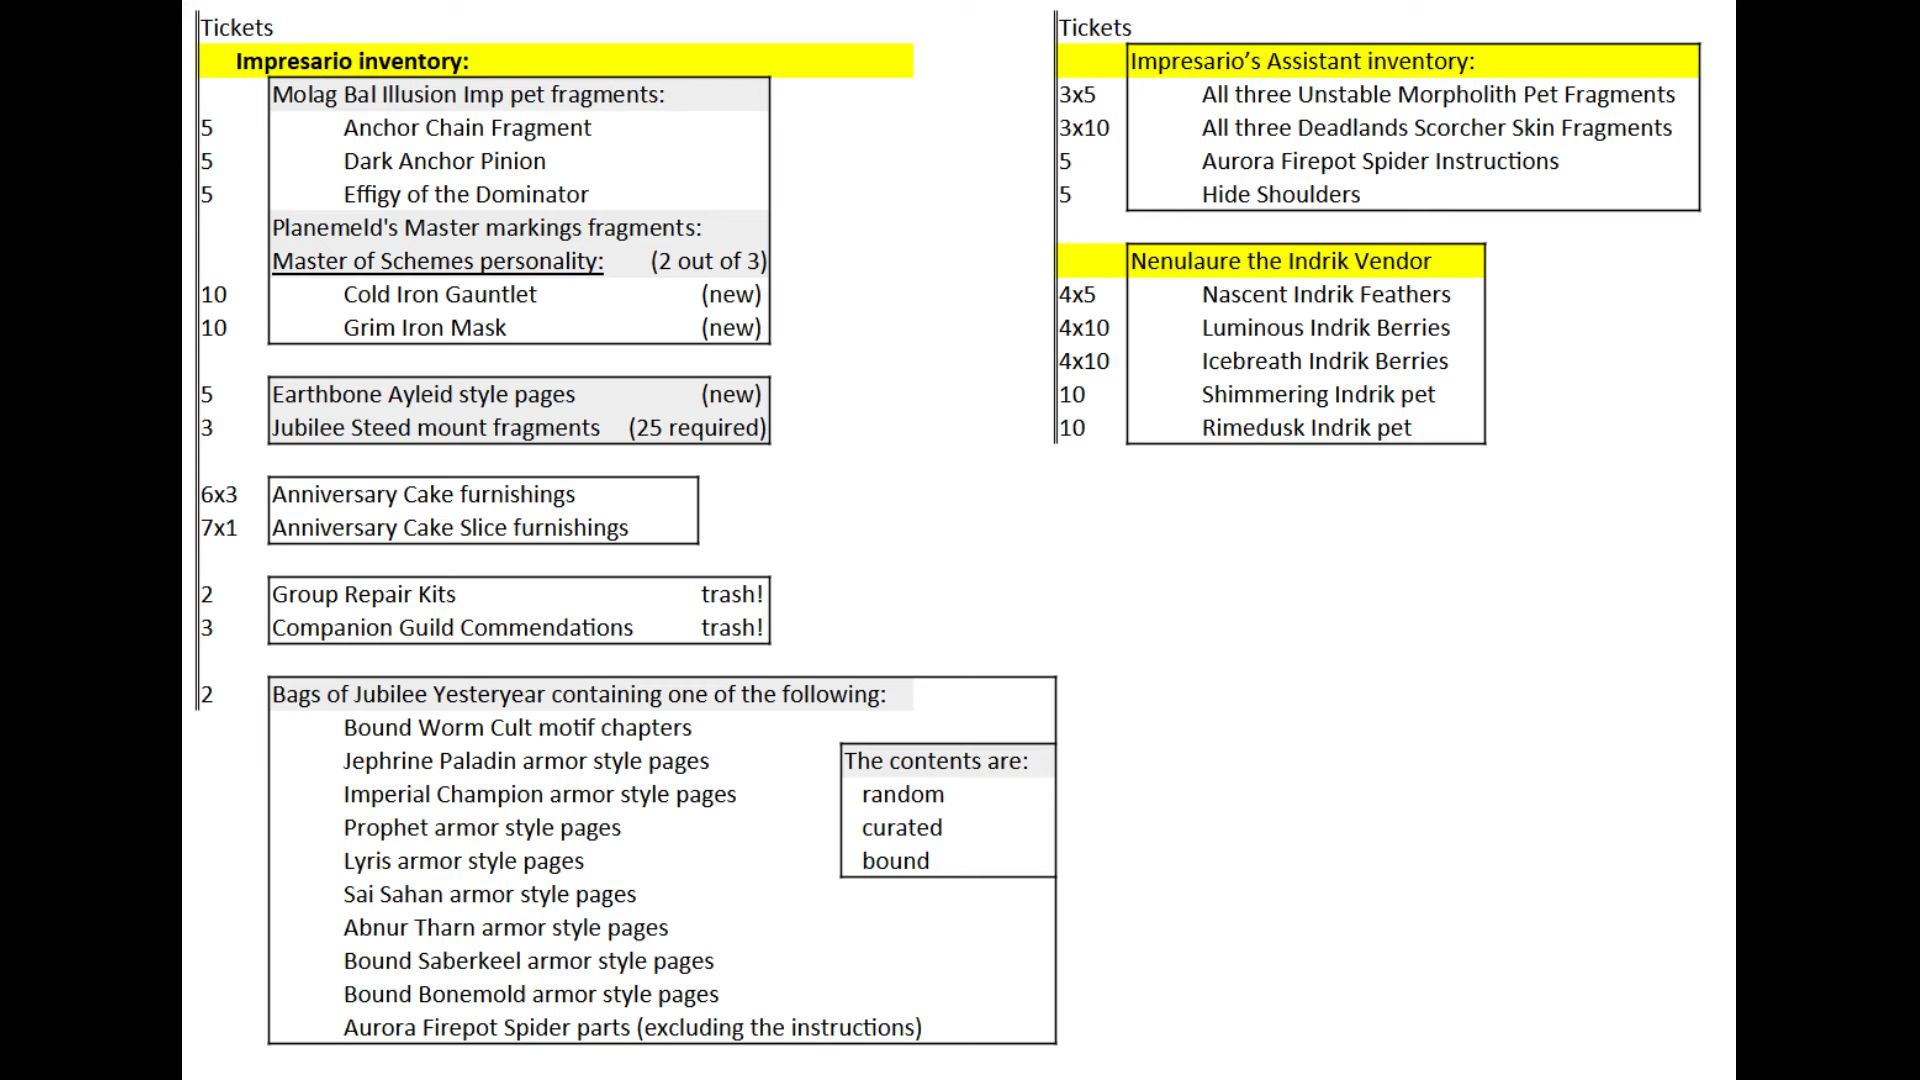 Tickets
Impresario inventory:
Molag Bal Illusion Imp pet fragments:
5 Anchor Chain Fragment
5 Dark Anchor Pinion
5 Effigy of the Dominator
Planemeld's Master markings fragments:
Master of Schemes personality: (2 out of 3)
10 Cold Iron Gauntlet (new)
10 Grim Iron Mask (new)
5 Earthbone Ayleid style pages (new)
3 Jubilee Steed mount fragments (25 required)
6x3 Anniversary Cake furnishings
7x1 Anniversary Cake Slice furnishings
2 Group Repair Kits trash!
3 Companion Guild Commendations trash!
2 Bags of Jubilee Yesteryear containing one of the following:
Bound Worm Cult motif chapters
Jephrine Paladin armor style pages
Imperial Champion armor style pages
Prophet armor style pages
Lyris armor style pages
Sai Sahan armor style pages
Abnur Tharn armor style pages
Bound Saberkeel armor style pages
Bound Bonemold armor style pages
Aurora Firepot Spider parts (excluding the instructions)
The contents are:
random
curated
bound
Tickets
Impresario’s Assistant inventory:
3x5 All three Unstable Morpholith Pet Fragments
3x10 All three Deadlands Scorcher Skin Fragments
5 Aurora Firepot Spider Instructions
5 Hide Shoulders
Nenulaure the Indrik Vendor
4x5 Nascent Indrik Feathers
4x10 Luminous Indrik Berries
4x10 Icebreath Indrik Berries
10 Shimmering Indrik pet
10 Rimedusk Indrik pet